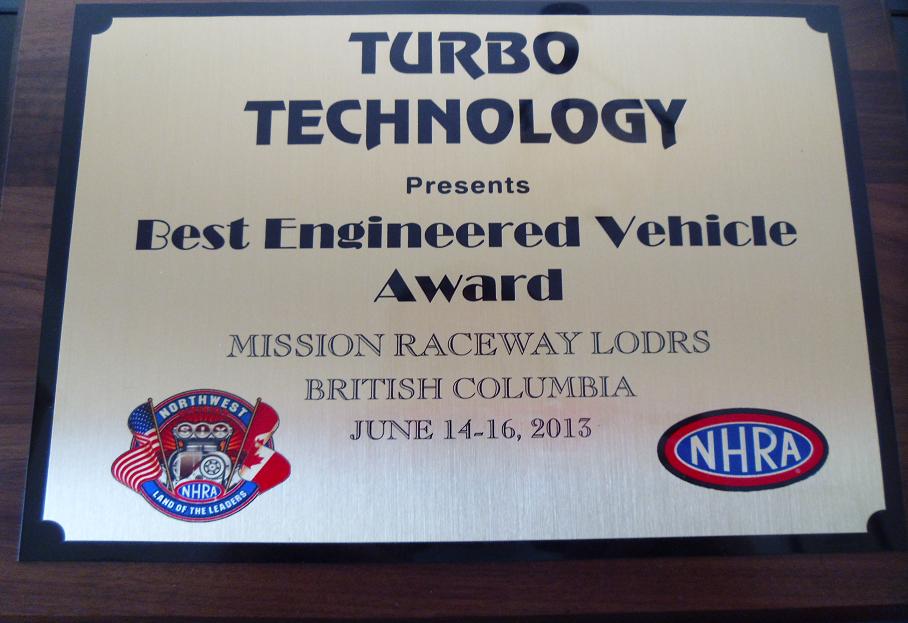 TURBO
TECHNOLOGY
Presents
Best Engineered Vehicle
Award
MISSION RACEWAY LODRS
BRITISH COLUMBIA
JUNE 14-16, 2013
NORTHWEST
NHRA
LAND OF THE LEADERS
NHRA